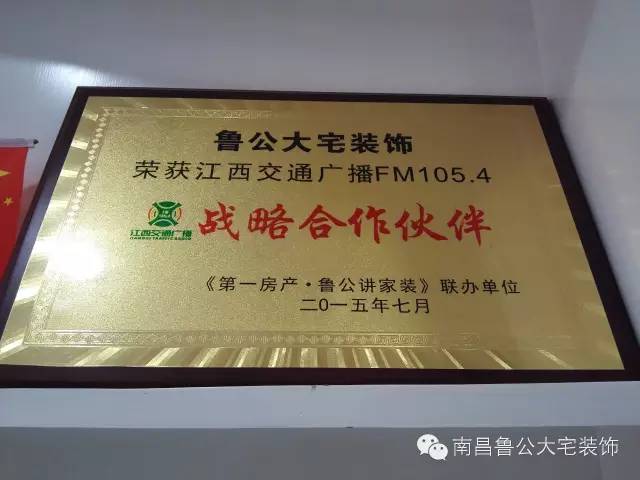 鲁公大宅装饰
荣获江西交通广播FM105.4
江西交通广播
JIANGXI TRAFFIC RADIO
战略合作伙伴
《第一房产·鲁公讲家装》联办单位
二〇一五年七月
南昌鲁公大宅装饰